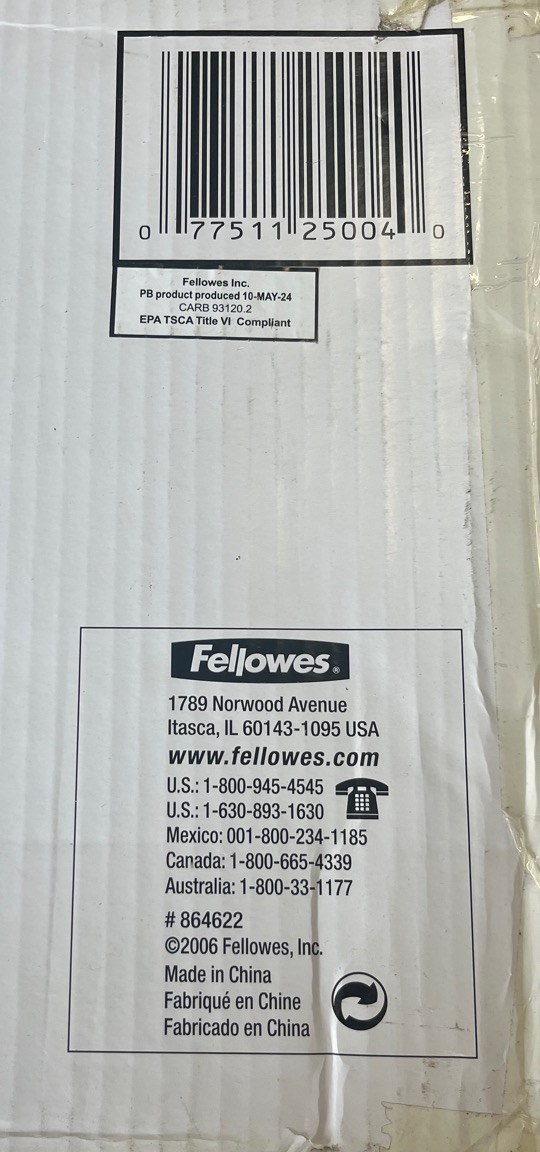 0 77511 25004 0
Fellowes Inc.
PB product produced 10-MAY-24
CARB 93120.2
EPA TSCA Title VI Compliant
Fellowes®
1789 Norwood Avenue
Itasca, IL 60143-1095 USA
www.fellowes.com
U.S.: 1-800-945-4545
U.S.: 1-630-893-1630
Mexico: 001-800-234-1185
Canada: 1-800-665-4339
Australia: 1-800-33-1177
# 864622
©2006 Fellowes, Inc.
Made in China
Fabriqué en Chine
Fabricado en China